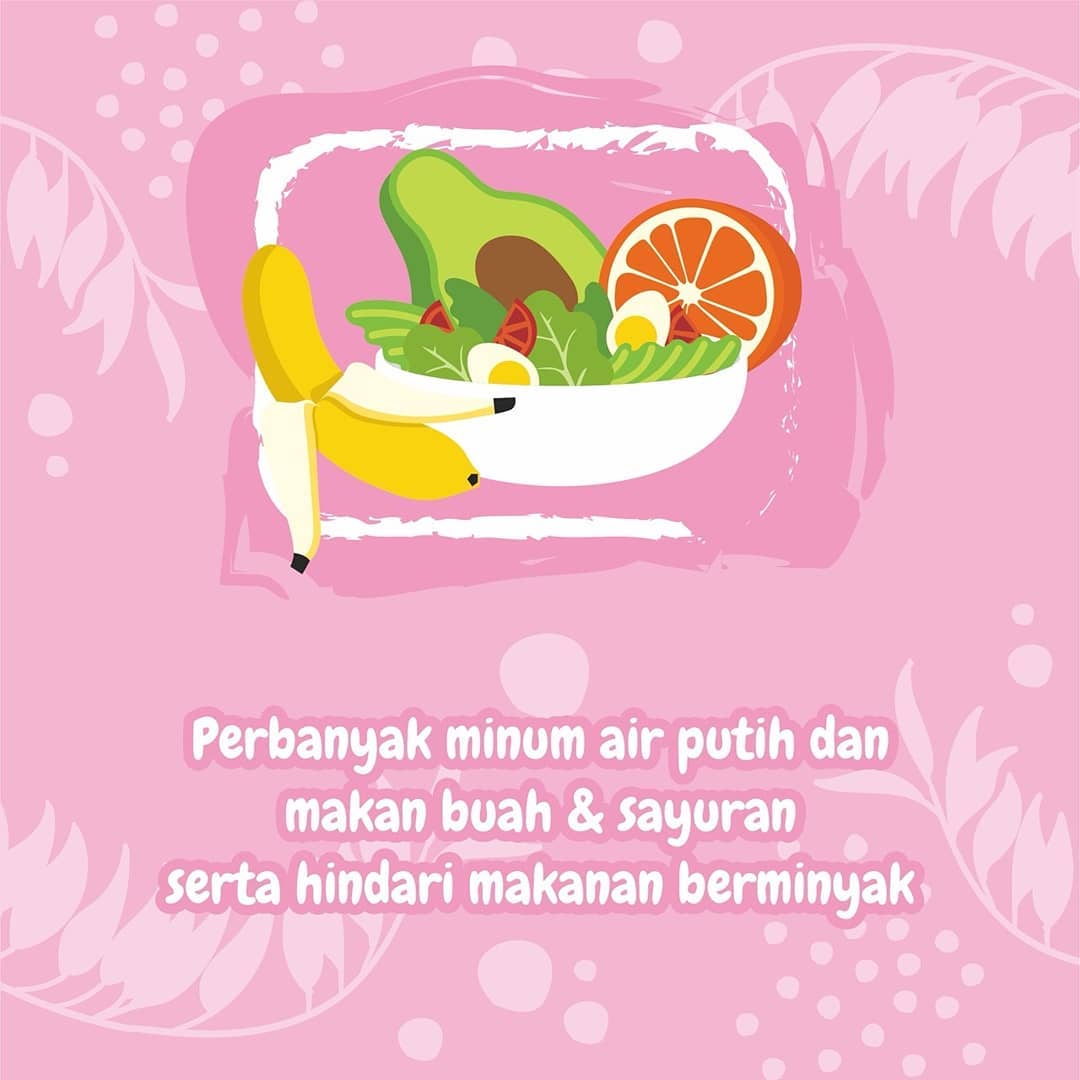 Perbanyak minum air putih dan
makan buah & sayuran
serta hindari makanan berminyak